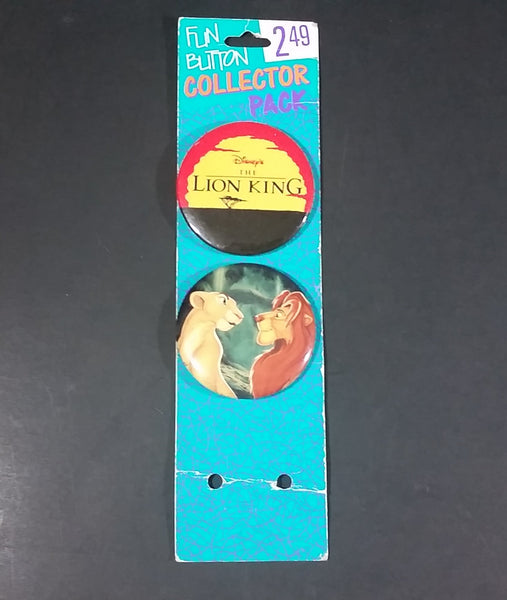 FUN
BUTTON
COLLECTOR
PACK
2 49
Disney's
THE
LION KING